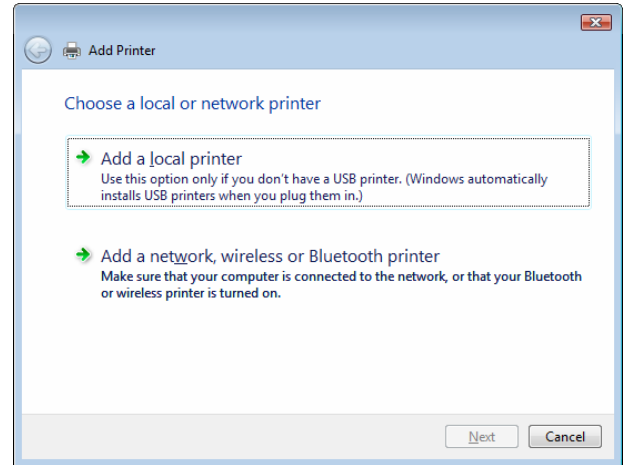 Add Printer
Choose a local or network printer
Add a local printer
Use this option only if you don't have a USB printer. (Windows automatically
installs USB printers when you plug them in.)
Add a network, wireless or Bluetooth printer
Make sure that your computer is connected to the network, or that your Bluetooth
or wireless printer is turned on.
Next Cancel